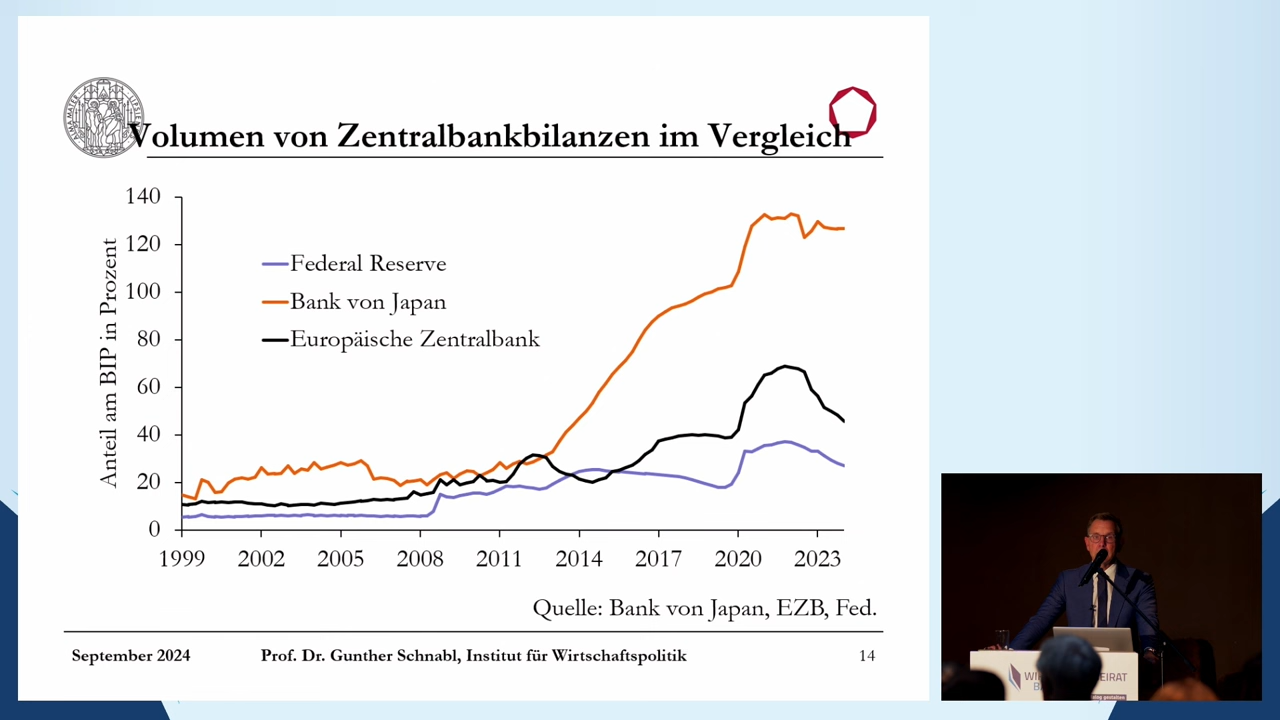 Volumen von Zentralbankbilanzen im Vergleich
Anteil am BIP in Prozent
140
120
100
80
60
40
20
0
Federal Reserve
Bank von Japan
Europäische Zentralbank
1999 2002 2005 2008 2011 2014 2017 2020 2023
Quelle: Bank von Japan, EZB, Fed.
September 2024 Prof. Dr. Gunther Schnabl, Institut für Wirtschaftspolitik 14